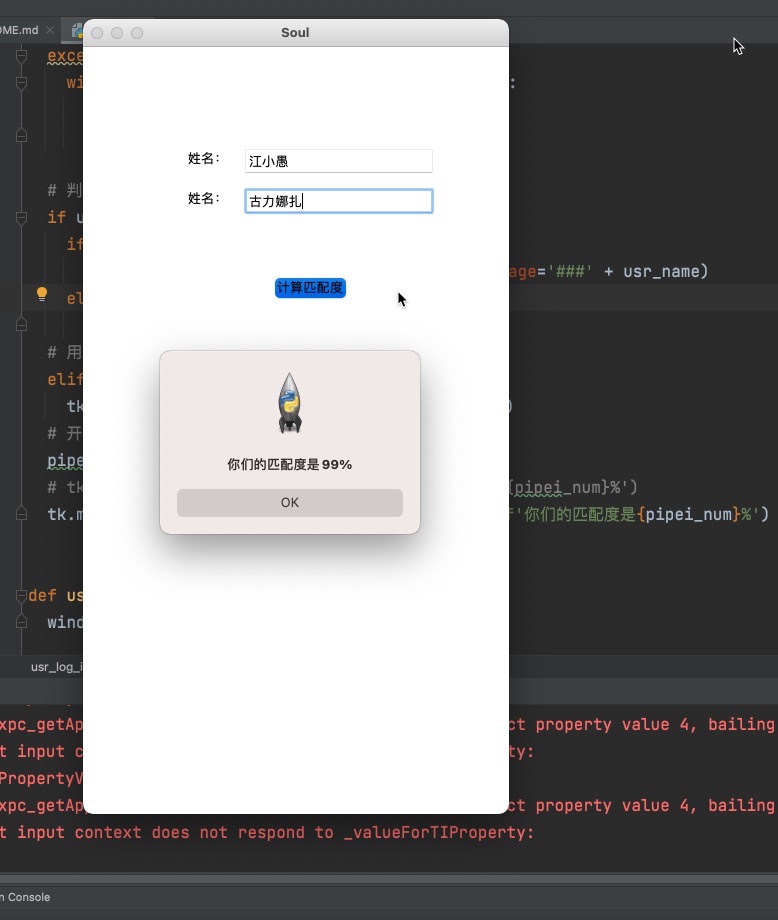 OME.md
Soul
exce
wi
:
姓名：
江小愚
姓名：
古力娜扎
# 判
if u
if
age='###' + usr_name)
计算匹配度
el
# 用
elif
tk
)
# 开
你们的匹配度是 99%
pipe
# tk
{pipei_num}%')
OK
tk.m
f'你们的匹配度是{pipei_num}%')
def us
wind
usr_log_i
xpc_getAp
ct property value 4, bailing
t input c
ty:
PropertyV
xpc_getAp
ct property value 4, bailing
t input context does not respond to _valueForTIProperty:
n Console